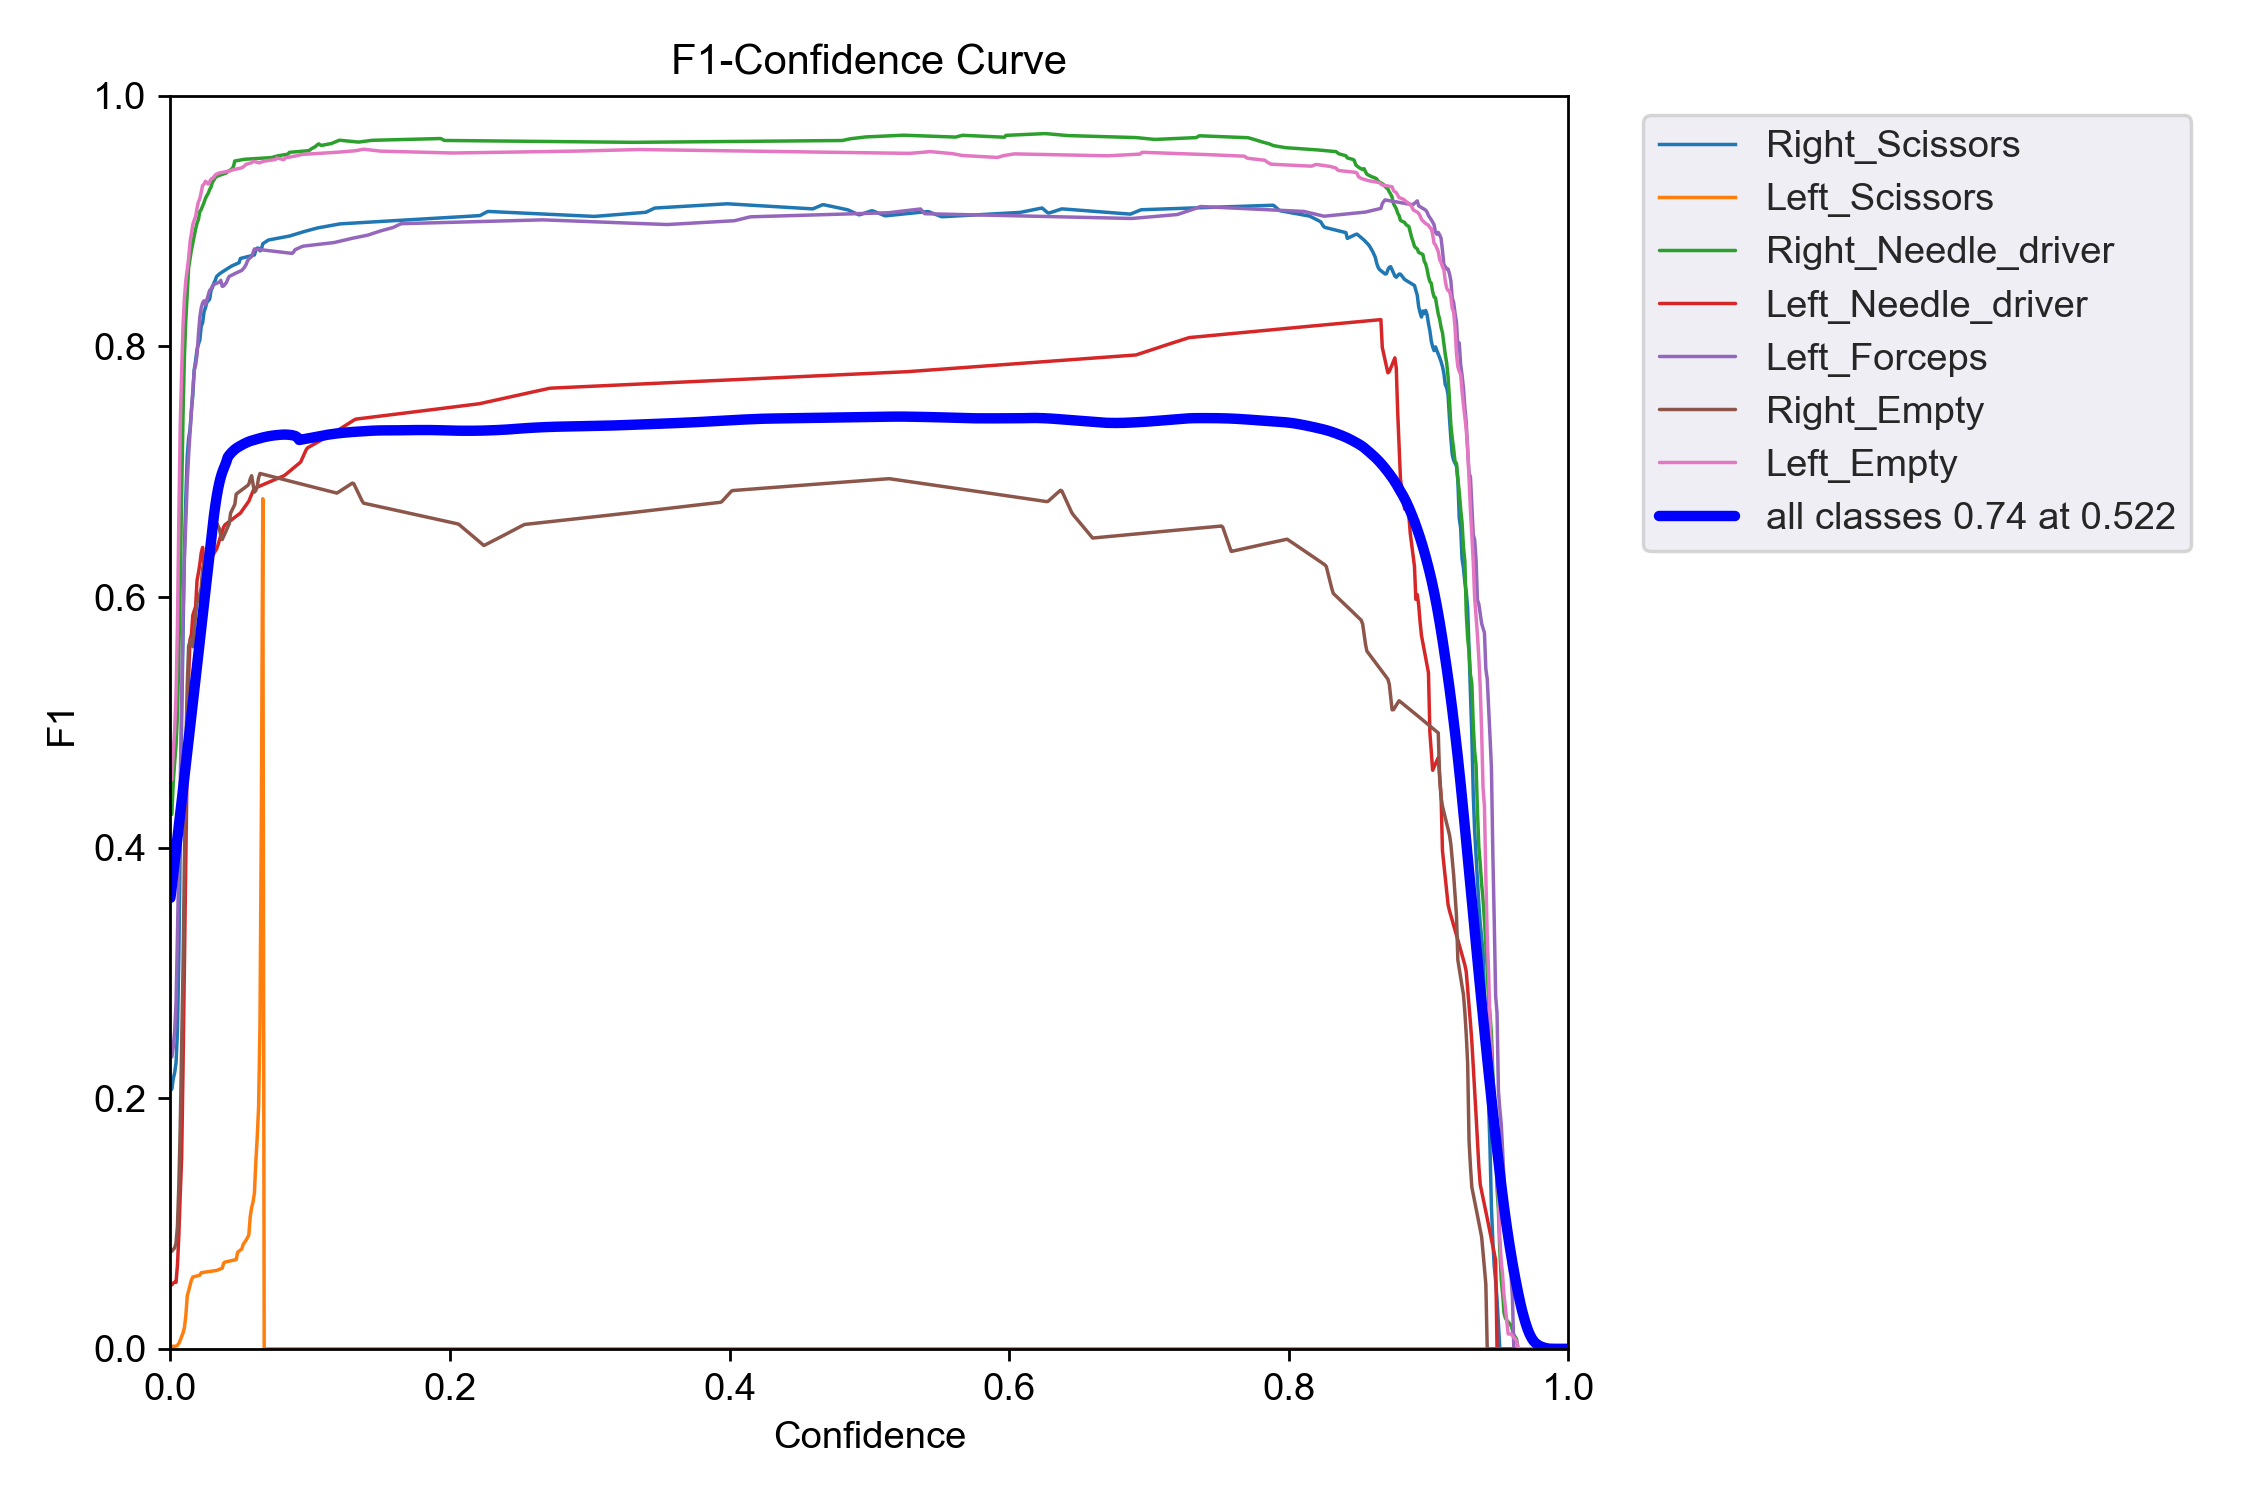 F1-Confidence Curve
1.0
0.8
0.6
0.4
0.2
0.0
F1
0.0 0.2 0.4 0.6 0.8 1.0
Confidence
Right_Scissors
Left_Scissors
Right_Needle_driver
Left_Needle_driver
Left_Forceps
Right_Empty
Left_Empty
all classes 0.74 at 0.522